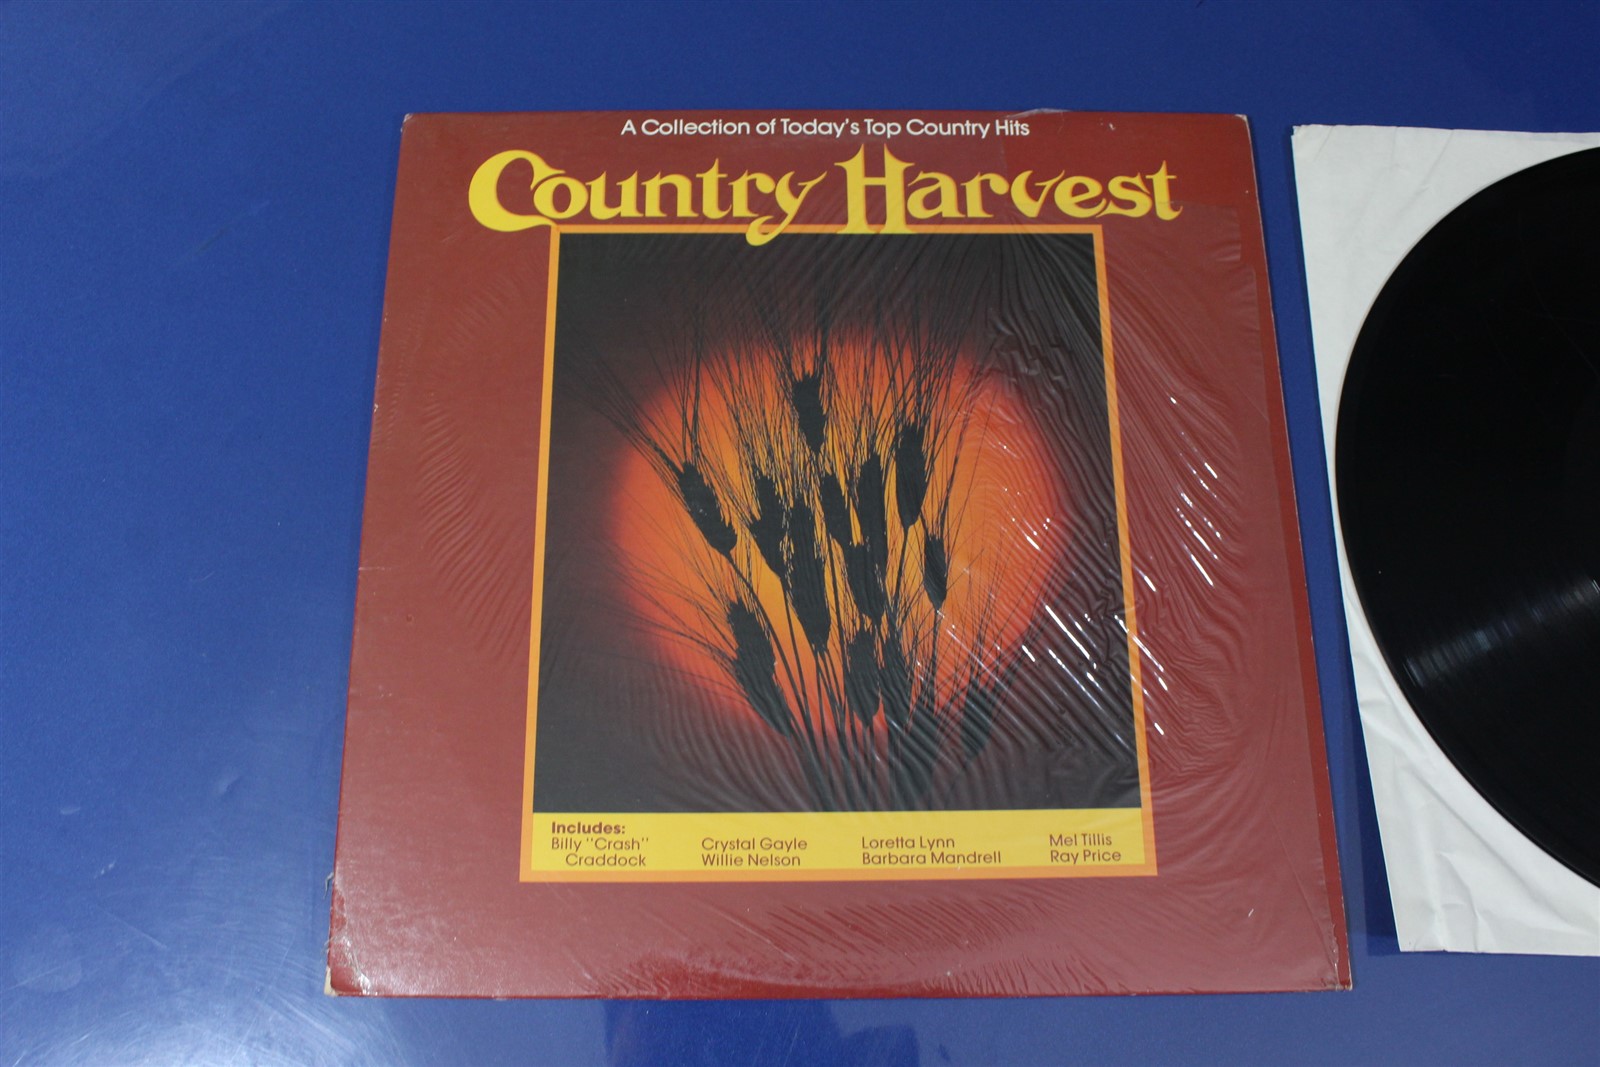 A Collection of Today's Top Country Hits
Country Harvest
Includes:
Billy "Crash"
Craddock
Crystal Gayle
Willie Nelson
Loretta Lynn
Barbara Mandrell
Mel Tillis
Ray Price